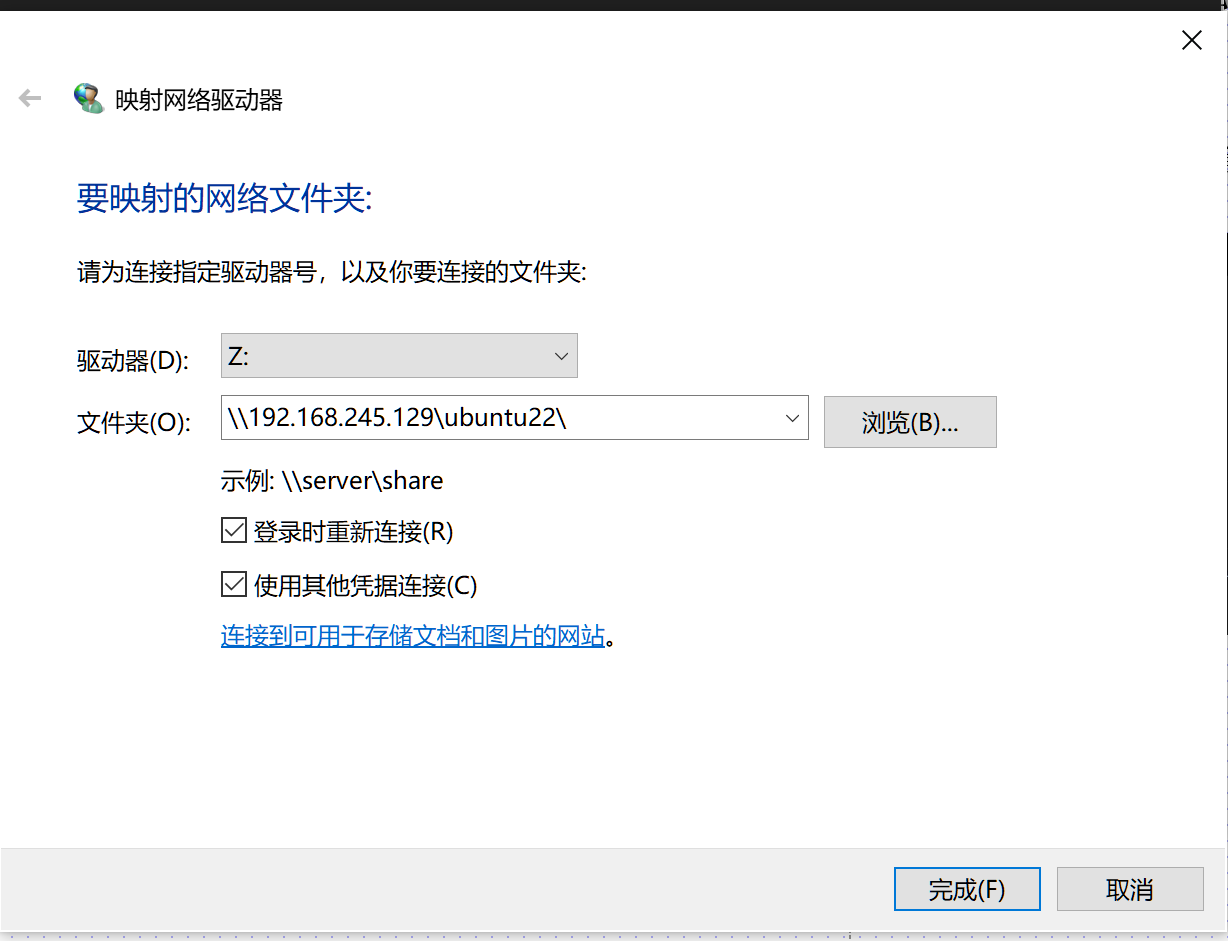 映射网络驱动器
要映射的网络文件夹:
请为连接指定驱动器号，以及你要连接的文件夹:
驱动器(D): Z:
文件夹(O): \\192.168.245.129\ubuntu22\ 浏览(B)...
示例: \\server\share
登录时重新连接(R)
使用其他凭据连接(C)
连接到可用于存储文档和图片的网站。
完成(F) 取消